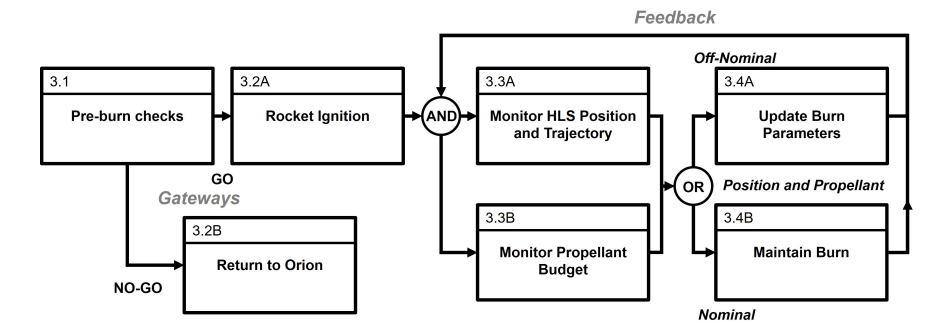 Feedback
Off-Nominal
3.1
Pre-burn checks
3.2A
Rocket Ignition
AND
3.3A
Monitor HLS Position
and Trajectory
3.4A
Update Burn
Parameters
GO
Gateways
OR
Position and Propellant
3.2B
Return to Orion
NO-GO
3.3B
Monitor Propellant
Budget
3.4B
Maintain Burn
Nominal